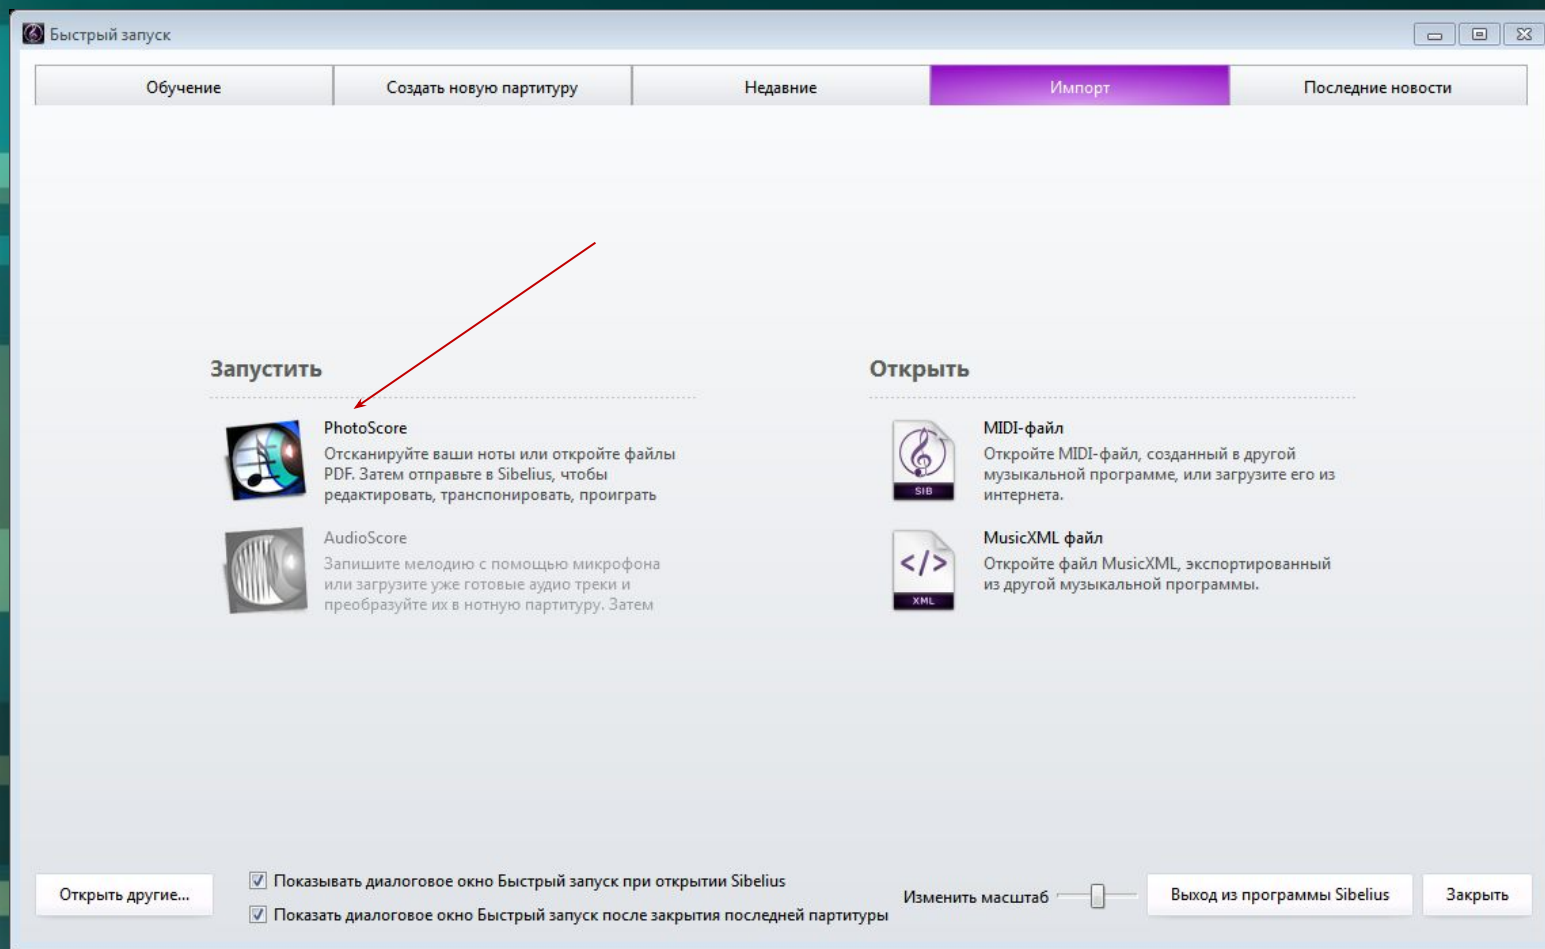 Быстрый запуск
Обучение
Создать новую партитуру
Недавние
Импорт
Последние новости
Запустить
PhotoScore
Отсканируйте ваши ноты или откройте файлы
PDF. Затем отправьте в Sibelius, чтобы
редактировать, транспонировать, проиграть
AudioScore
Запишите мелодию с помощью микрофона
или загрузите уже готовые аудио треки и
преобразуйте их в нотную партитуру. Затем
Открыть
SIB
MIDI-файл
Откройте MIDI-файл, созданный в другой
музыкальной программе, или загрузите его из
интернета.
</>
XML
MusicXML файл
Откройте файл MusicXML, экспортированный
из другой музыкальной программы.
Открыть другие...
Показывать диалоговое окно Быстрый запуск при открытии Sibelius
Показать диалоговое окно Быстрый запуск после закрытия последней партитуры
Изменить масштаб
Выход из программы Sibelius
Закрыть